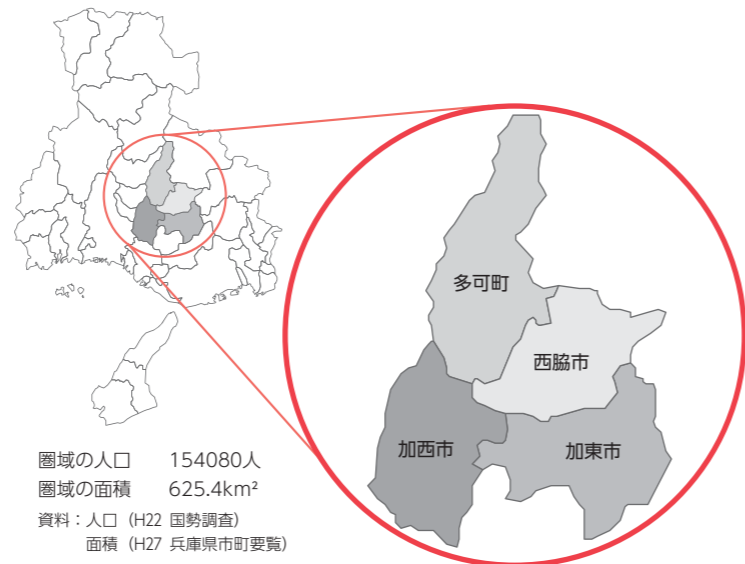 多可町
西脇市
加西市
加東市
圏域の人口 154080人
圏域の面積 625.4km²
資料：人口（H22 国勢調査）
面積（H27 兵庫県市町要覧）